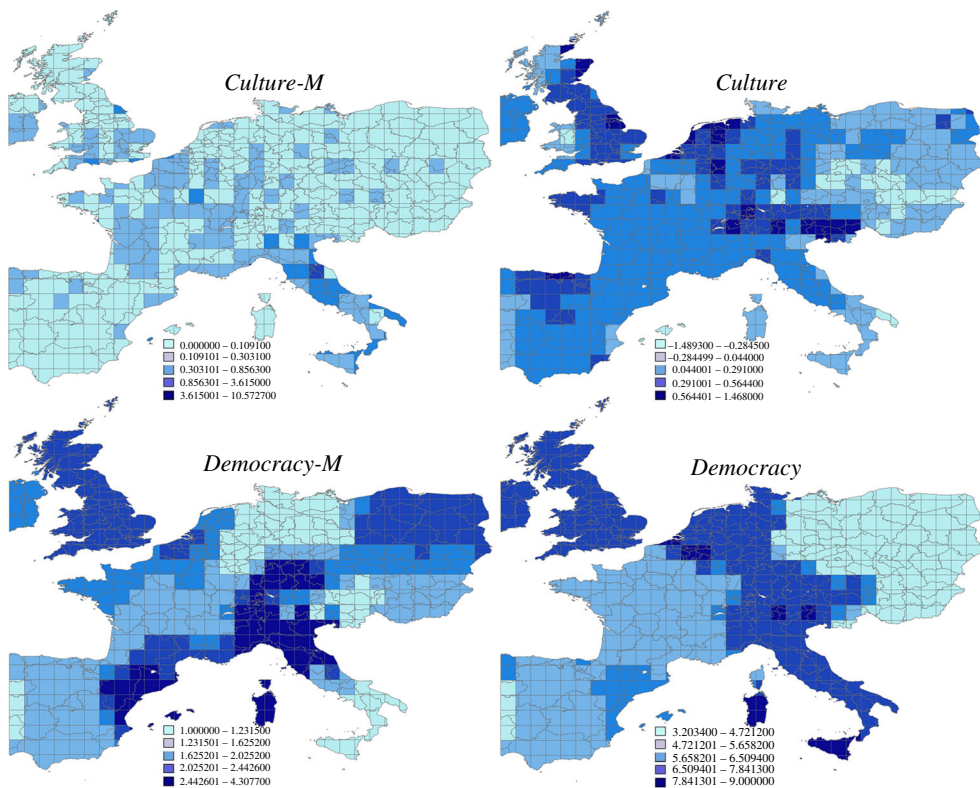 Culture-M
0.000000 – 0.109100
0.109101 – 0.303100
0.303101 – 0.856300
0.856301 – 3.615000
3.615001 – 10.572700
Culture
−1.489300 – −0.284500
−0.284499 – 0.044000
0.044001 – 0.291000
0.291001 – 0.564400
0.564401 – 1.468000
Democracy-M
1.000000 – 1.231500
1.231501 – 1.625200
1.625201 – 2.025200
2.025201 – 2.442600
2.442601 – 4.307700
Democracy
3.203400 – 4.721200
4.721201 – 5.658200
5.658201 – 6.509400
6.509401 – 7.841300
7.841301 – 9.000000